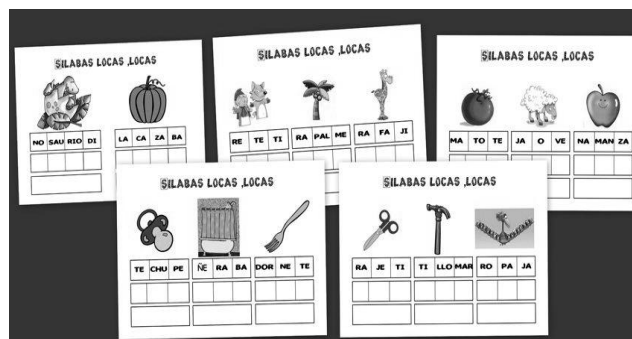 SILABAS LOCAS ,LOCAS
NO SAU RIO DI LA CA ZA BA
SILABAS LOCAS ,LOCAS
RE TE TI RA PAL ME RA FA JI
SILABAS LOCAS ,LOCAS
MA TO TE JA O VE NA MAN ZA
SILABAS LOCAS ,LOCAS
TE CHU PE ÑE RA BA DOR NE TE
SILABAS LOCAS ,LOCAS
RA JE TI TI LLO MAR RO PA JA